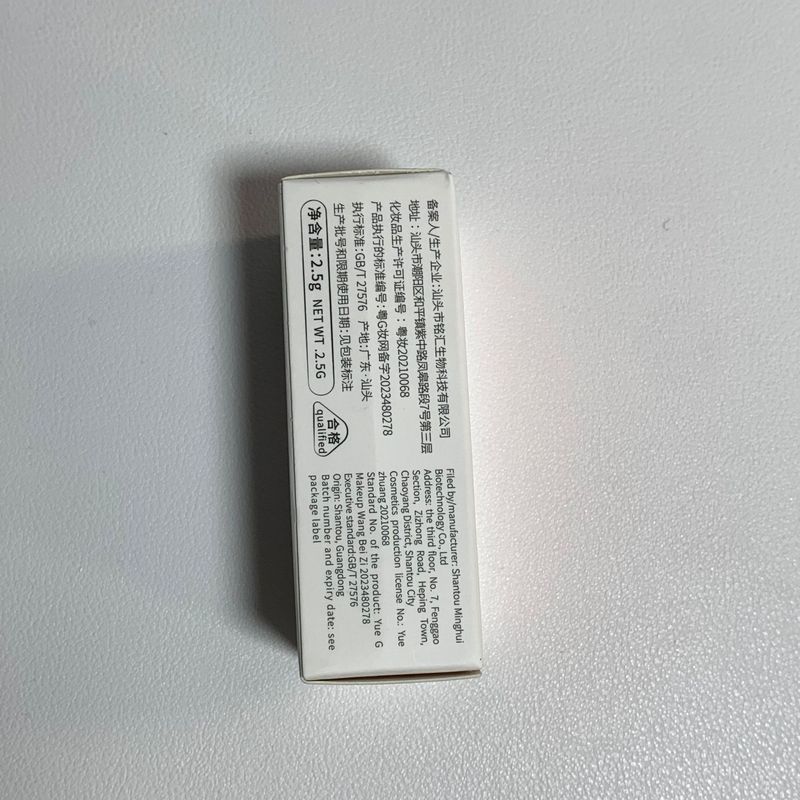 备案人/生产企业:汕头市铭汇生物科技有限公司
地址:汕头市潮阳区和平镇紫中路凤皋路段7号第三层
化妆品生产许可证编号:粤妆20210068
产品执行的标准编号:粤G妆网备字2023480278
执行标准:GB/T 27576 产地:广东·汕头
生产批号和限期使用日期:见包装标注
净含量:2.5g NET WT .2.5G
合格
qualified
Filed by/manufacturer: Shantou Minghui
Biotechnology Co., Ltd
Address: the third floor, No. 7, Fenggao
Section, Zizhong Road, Heping Town,
Chaoyang District, Shantou City
Cosmetics production license No.: Yue
zhuang 20210068
Standard No. of the product: Yue G
Makeup Wang Bei Zi 2023480278
Executive standard:GB/T 27576
Origin: Shantou, Guangdong
Batch number and expiry date: see
package label